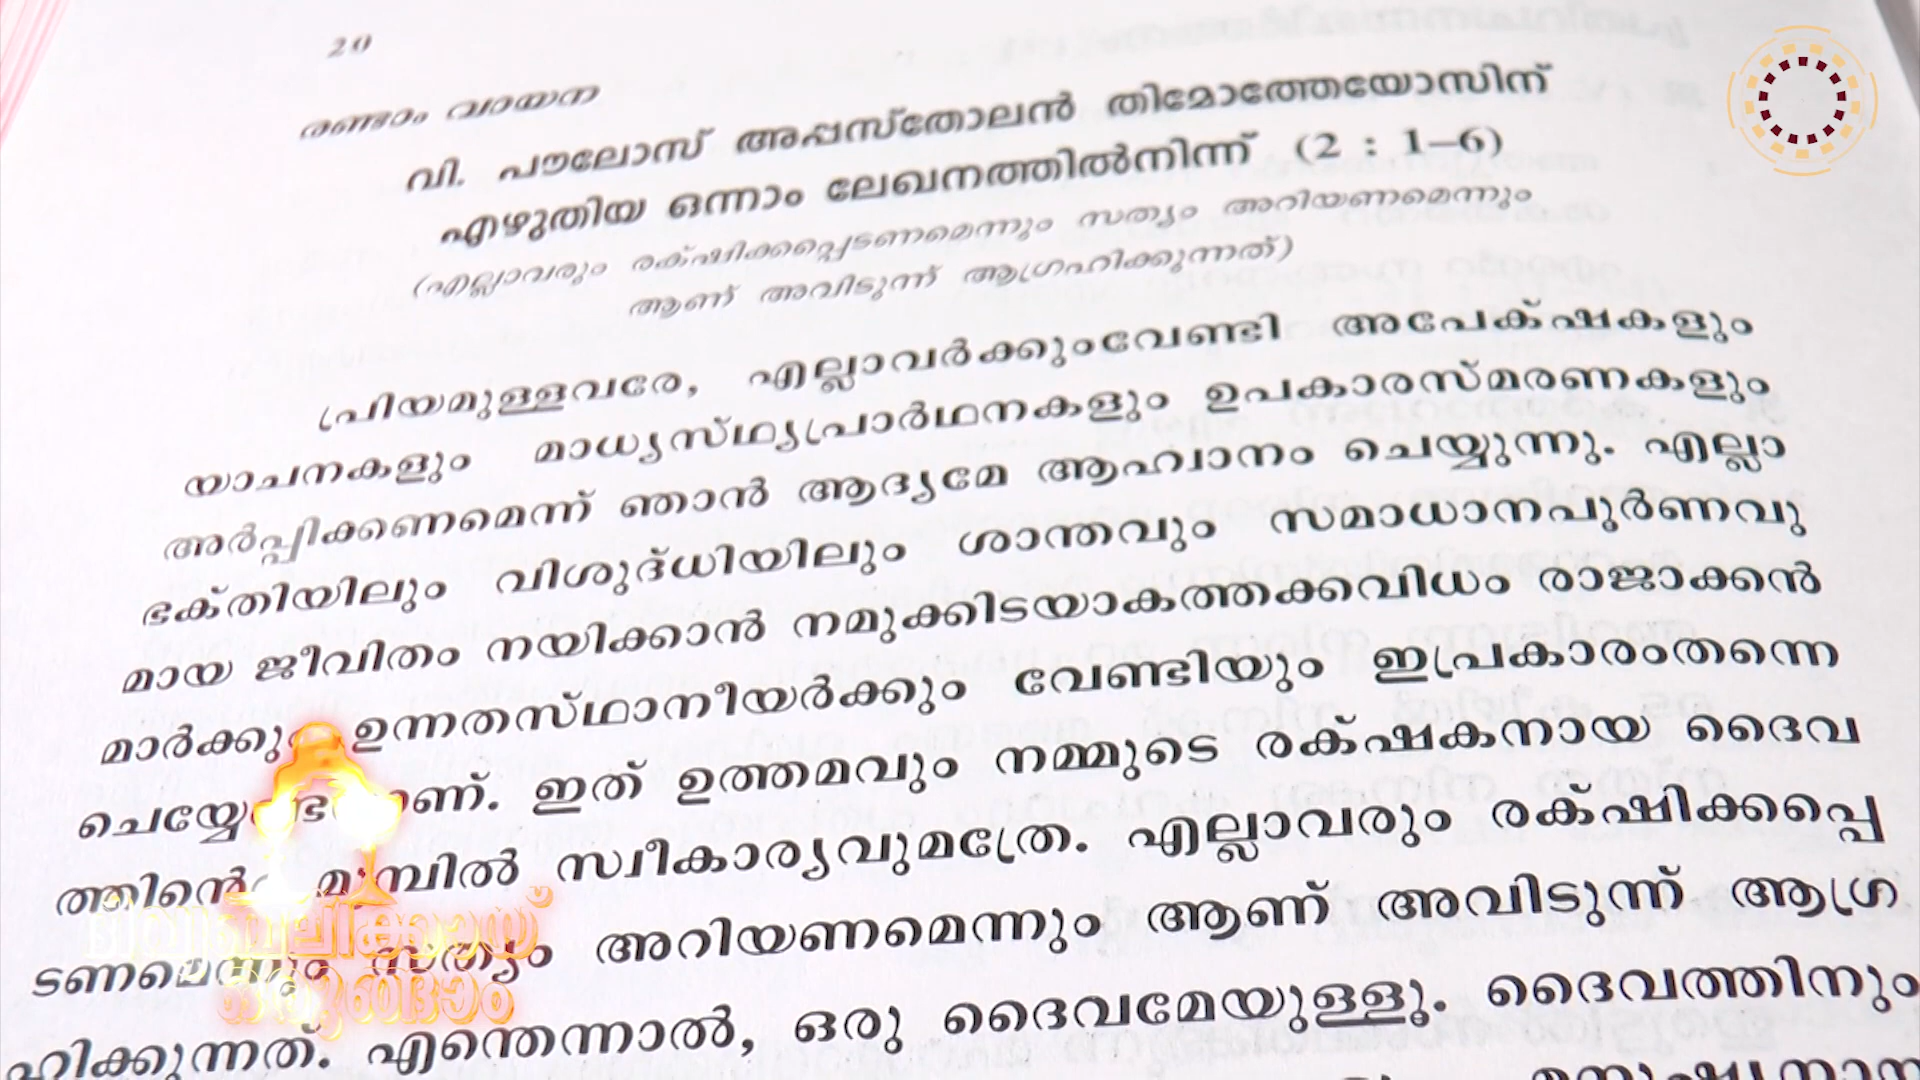 20
രണ്ടാം വായന
വി. പൗലോസ് അപ്പസ്തോലൻ തിമോത്തേയോസിന്
എഴുതിയ ഒന്നാം ലേഖനത്തിൽനിന്ന് (2 : 1–6)
(എല്ലാവരും രക്ഷിക്കപ്പെടണമെന്നും സത്യം അറിയണമെന്നും
ആണ് അവിടുന്ന് ആഗ്രഹിക്കുന്നത്)
പ്രിയമുള്ളവരേ, എല്ലാവർക്കുംവേണ്ടി അപേക്ഷകളും
യാചനകളും മാധ്യസ്ഥ്യപ്രാർഥനകളും ഉപകാരസ്മരണകളും
അർപ്പിക്കണമെന്ന് ഞാൻ ആദ്യമേ ആഹ്വാനം ചെയ്യുന്നു. എല്ലാ
ഭക്തിയിലും വിശുദ്ധിയിലും ശാന്തവും സമാധാനപൂർണവു
മായ ജീവിതം നയിക്കാൻ നമുക്കിടയാകത്തക്കവിധം രാജാക്കൻ
മാർക്കും ഉന്നതസ്ഥാനീയർക്കും വേണ്ടിയും ഇപ്രകാരംതന്നെ
ചെയ്യേണ്ടതാണ്. ഇത് ഉത്തമവും നമ്മുടെ രക്ഷകനായ ദൈവ
ത്തിന്റെ മുമ്പിൽ സ്വീകാര്യവുമത്രേ. എല്ലാവരും രക്ഷിക്കപ്പെ
ടണമെന്നും സത്യം അറിയണമെന്നും ആണ് അവിടുന്ന് ആഗ്ര
ഹിക്കുന്നത്. എന്തെന്നാൽ, ഒരു ദൈവമേയുള്ളു. ദൈവത്തിനും
ദിവ്യബലിക്കായ്
ഒരുങ്ങാം